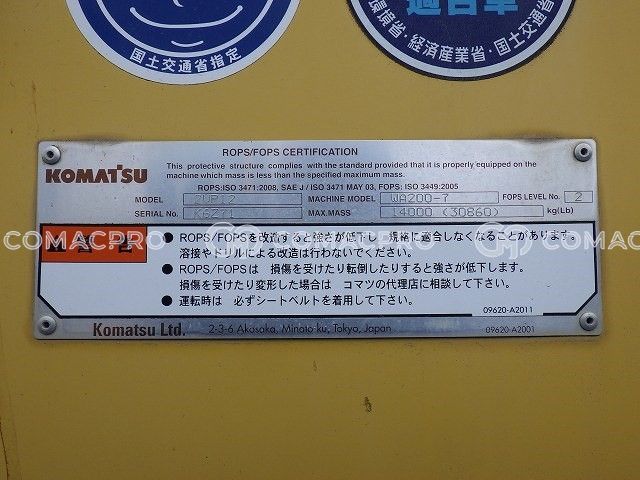 国土交通省指定
適合車
環境省・経済産業省・国土交通省
ROPS/FOPS CERTIFICATION
This protective structure complies with the standard provided that it is properly equipped on the
machine which mass is less than the specified maximum mass.
KOMATSU
ROPS:ISO 3471:2008, SAE J / ISO 3471 MAY 03, FOPS: ISO 3449:2005
MODEL MACHINE MODEL WA200-7 FOPS LEVEL No. 2
SERIAL No. K6Z71 MAX.MASS 14000 (30860) kg(Lb)
● ROPS/FOPSを改造すると強さが低下し 規格に適合しなくなることがあります。
溶接やドリルによる改造は行わないでください。
● ROPS/FOPSは 損傷を受けたり転倒したりすると強さが低下します。
損傷を受けたり変形した場合は コマツの代理店に相談して下さい。
● 運転時は 必ずシートベルトを着用して下さい。
09620-A2011
Komatsu Ltd. 2-3-6 Akasaka, Minato-ku, Tokyo, Japan 09620-A2001
COMACPRO COMACPRO COMACPRO